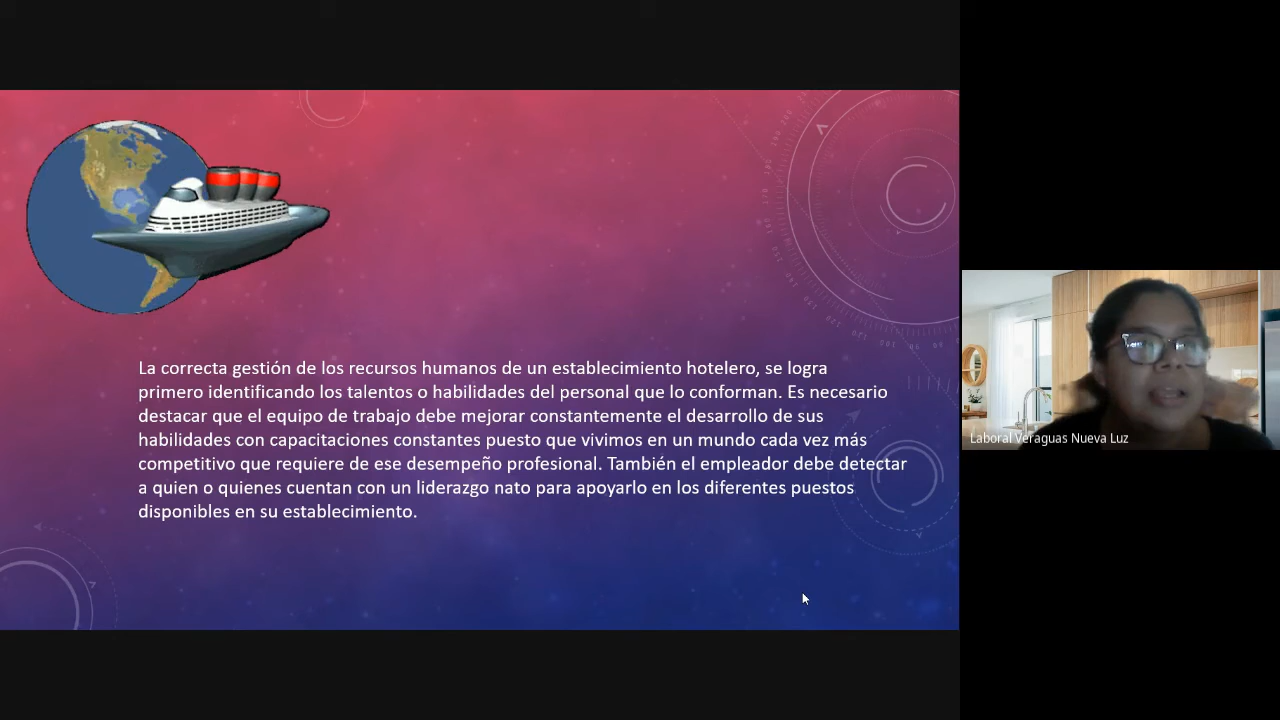 La correcta gestión de los recursos humanos de un establecimiento hotelero, se logra
primero identificando los talentos o habilidades del personal que lo conforman. Es necesario
destacar que el equipo de trabajo debe mejorar constantemente el desarrollo de sus
habilidades con capacitaciones constantes puesto que vivimos en un mundo cada vez más
competitivo que requiere de ese desempeño profesional. También el empleador debe detectar
a quien o quienes cuentan con un liderazgo nato para apoyarlo en los diferentes puestos
disponibles en su establecimiento.
Laboral Veraguas Nueva Luz